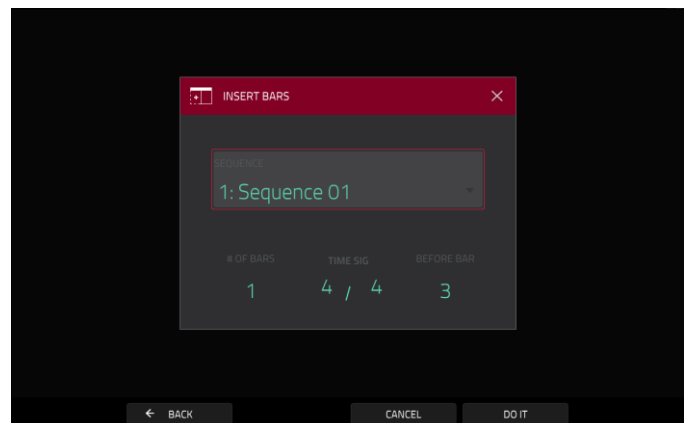 INSERT BARS
SEQUENCE
1: Sequence 01
# OF BARS TIME SIG BEFORE BAR
1 4 / 4 3
BACK CANCEL DO IT